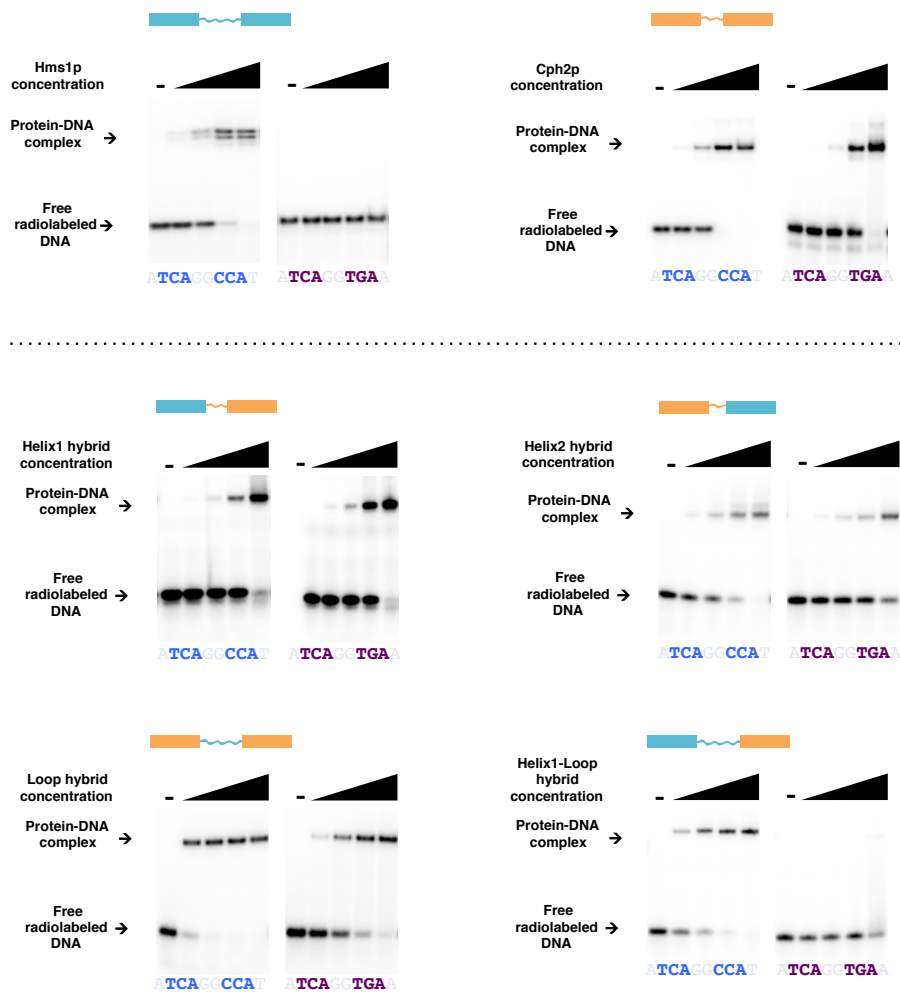 Hms1p
concentration
-
-
Protein-DNA
complex →
Free
radiolabeled →
DNA
ATCAGGCCAT
ATCAGGTGAA
Cph2p
concentration
-
-
Protein-DNA
complex →
Free
radiolabeled →
DNA
ATCAGGCCAT
ATCAGGTGAA
Helix1 hybrid
concentration
-
-
Protein-DNA
complex →
Free
radiolabeled →
DNA
ATCAGGCCAT
ATCAGGTGAA
Helix2 hybrid
concentration
-
-
Protein-DNA
complex →
Free
radiolabeled →
DNA
ATCAGGCCAT
ATCAGGTGAA
Loop hybrid
concentration
-
-
Protein-DNA
complex →
Free
radiolabeled →
DNA
ATCAGGCCAT
ATCAGGTGAA
Helix1-Loop
hybrid
concentration
-
-
Protein-DNA
complex →
Free
radiolabeled →
DNA
ATCAGGCCAT
ATCAGGTGAA